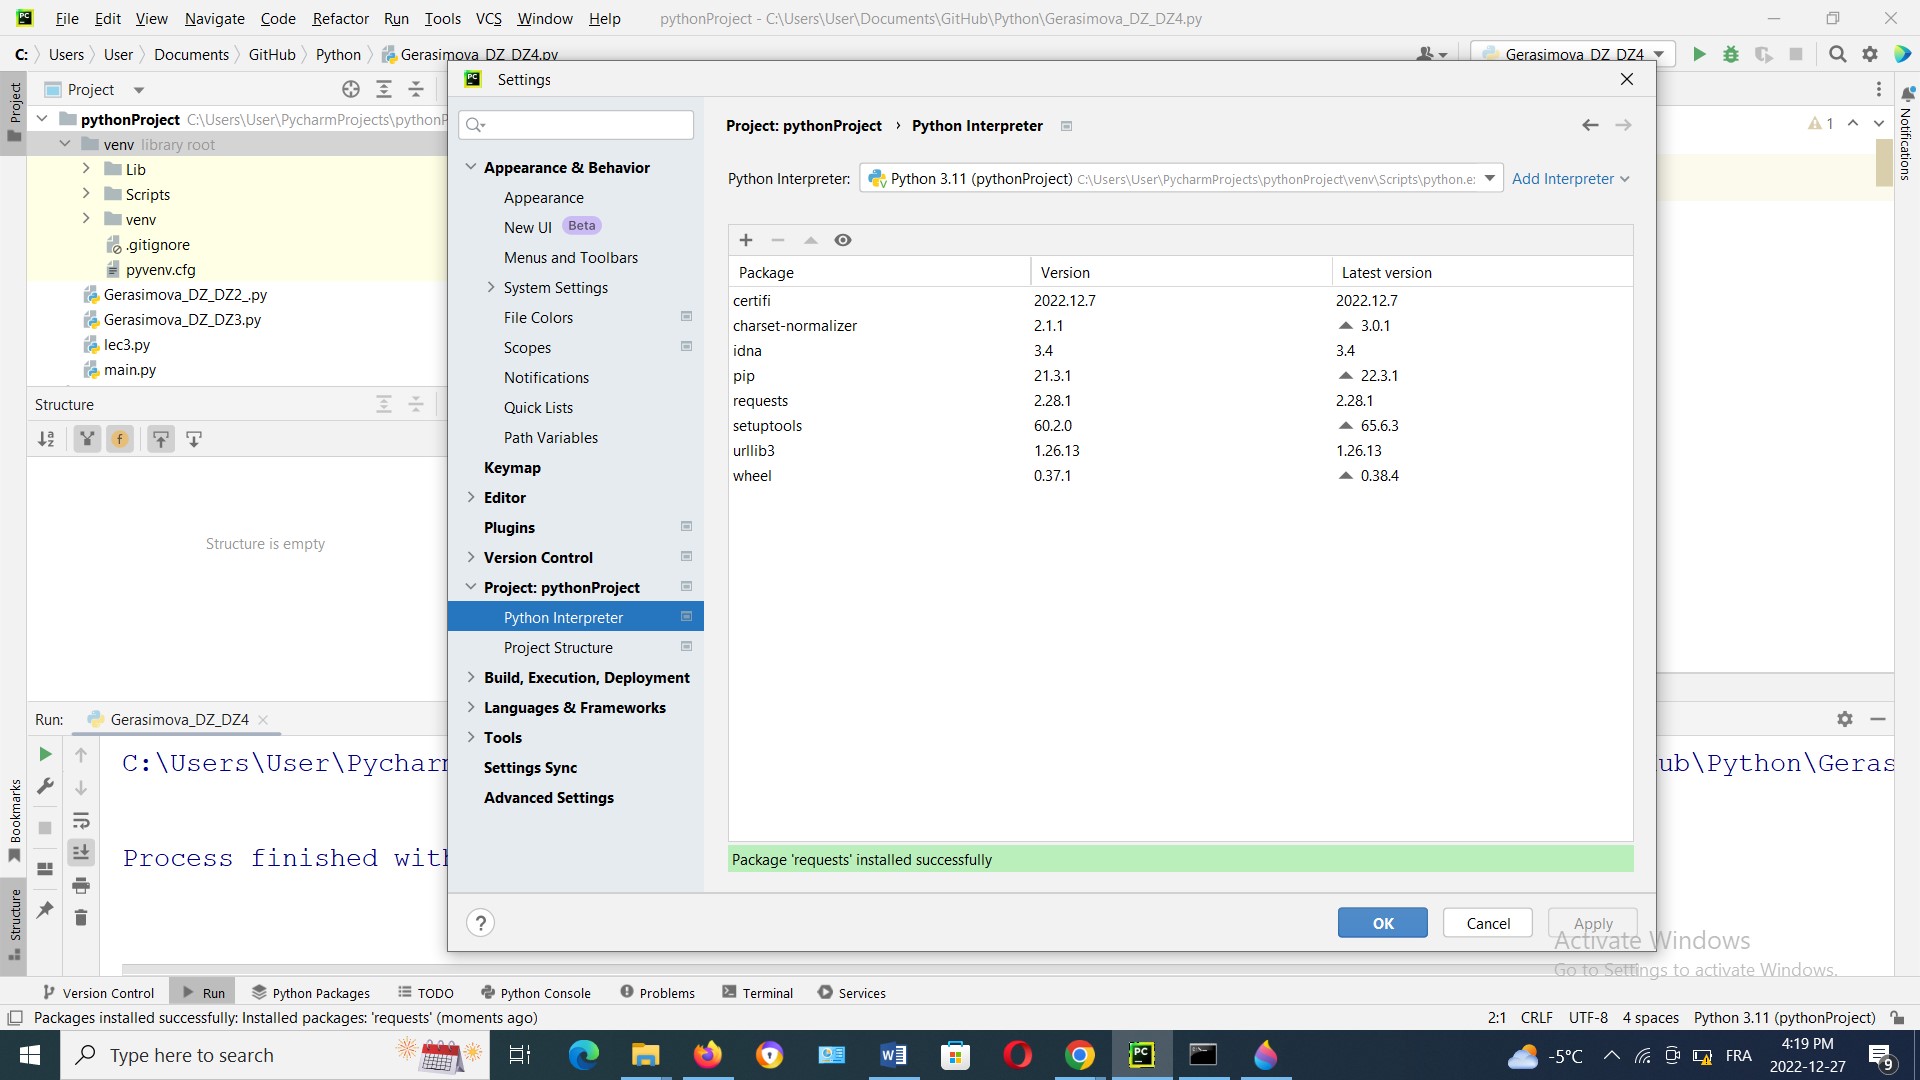 File Edit View Navigate Code Refactor Run Tools VCS Window Help pythonProject - C:\Users\User\Documents\GitHub\Python\Gerasimova_DZ_DZ4.py
C: Users User Documents GitHub Python Gerasimova_DZ_DZ4.py Gerasimova_DZ_DZ4
Settings
Project
Project
pythonProject C:\Users\User\PycharmProjects\pythonP
venv library root
Lib
Scripts
venv
.gitignore
pyvenv.cfg
Gerasimova_DZ_DZ2_.py
Gerasimova_DZ_DZ3.py
lec3.py
main.py
Structure
Structure is empty
Appearance & Behavior
Appearance
New UI Beta
Menus and Toolbars
System Settings
File Colors
Scopes
Notifications
Quick Lists
Path Variables
Keymap
Editor
Plugins
Version Control
Project: pythonProject
Python Interpreter
Project Structure
Build, Execution, Deployment
Languages & Frameworks
Tools
Settings Sync
Advanced Settings
Project: pythonProject › Python Interpreter
Python Interpreter: Python 3.11 (pythonProject) C:\Users\User\PycharmProjects\pythonProject\venv\Scripts\python.e: Add Interpreter
Package Version Latest version
certifi 2022.12.7 2022.12.7
charset-normalizer 2.1.1 3.0.1
idna 3.4 3.4
pip 21.3.1 22.3.1
requests 2.28.1 2.28.1
setuptools 60.2.0 65.6.3
urllib3 1.26.13 1.26.13
wheel 0.37.1 0.38.4
Package 'requests' installed successfully
? OK Cancel Apply
1
Notifications
Run: Gerasimova_DZ_DZ4
C:\Users\User\Pycharm ub\Python\Geras
Process finished with
Bookmarks
Structure
Activate Windows
Go to Settings to activate Windows.
Version Control Run Python Packages TODO Python Console Problems Terminal Services
Packages installed successfully: Installed packages: 'requests' (moments ago) 2:1 CRLF UTF-8 4 spaces Python 3.11 (pythonProject)
Type here to search -5°C FRA 4:19 PM
2022-12-27 9